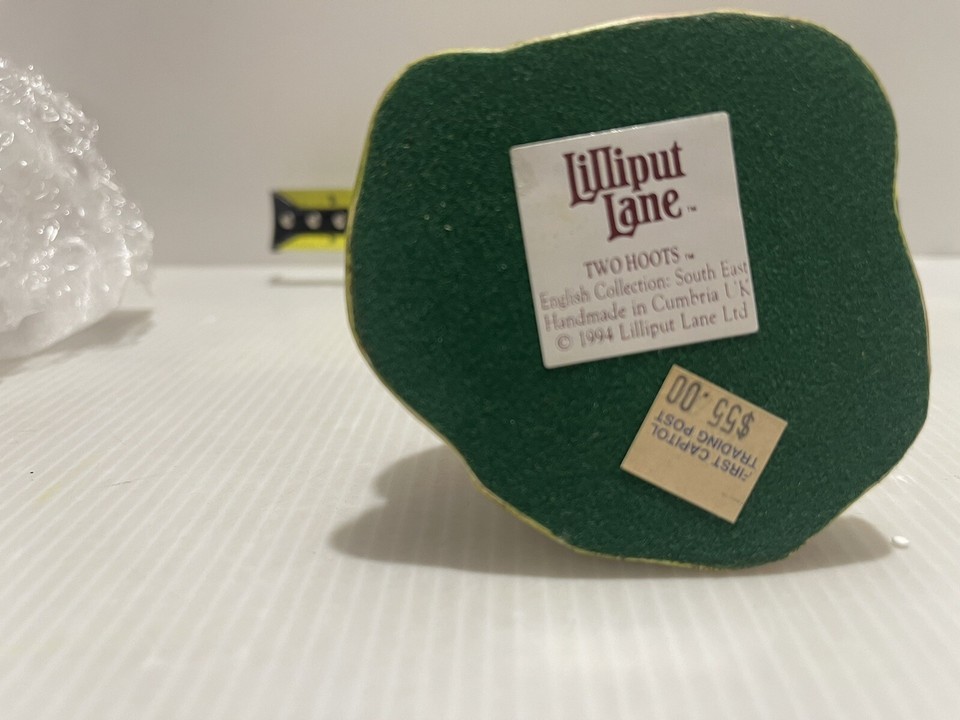 Lilliput
Lane™
TWO HOOTS™
English Collection: South East
Handmade in Cumbria UK
© 1994 Lilliput Lane Ltd
FIRST CAPITOL
TRADING POST
$55.00